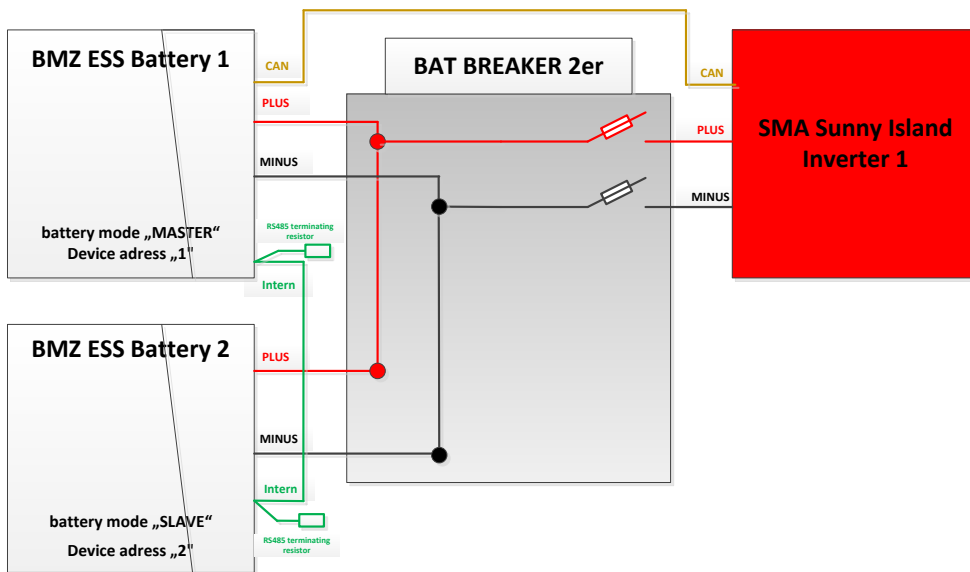 BMZ ESS Battery 1
CAN
PLUS
MINUS
battery mode „MASTER“
Device adress „1"
RS485 terminating
resistor
Intern
BAT BREAKER 2er
CAN
PLUS
MINUS
SMA Sunny Island
Inverter 1
BMZ ESS Battery 2
PLUS
MINUS
Intern
battery mode „SLAVE“
Device adress „2"
RS485 terminating
resistor